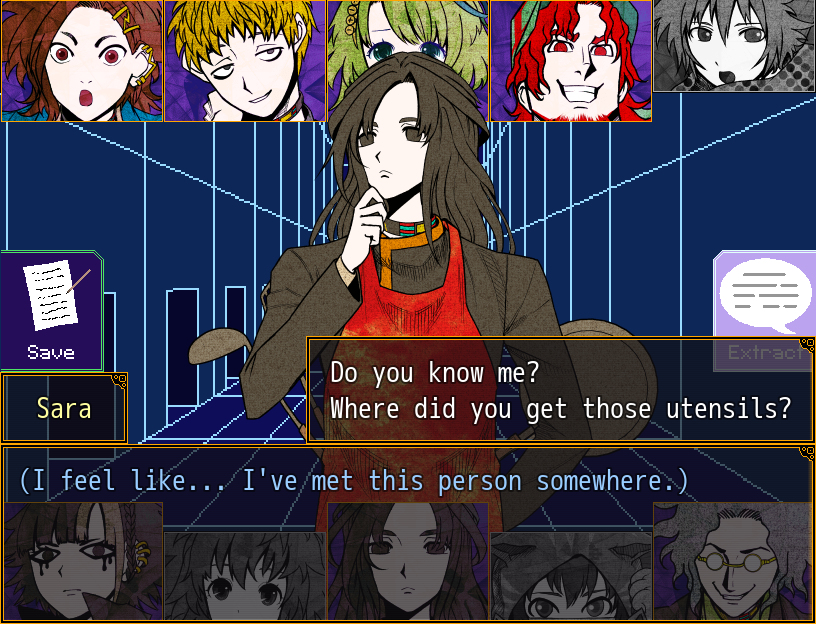 Save
Extract
Do you know me?
Where did you get those utensils?
Sara
(I feel like... I've met this person somewhere.)